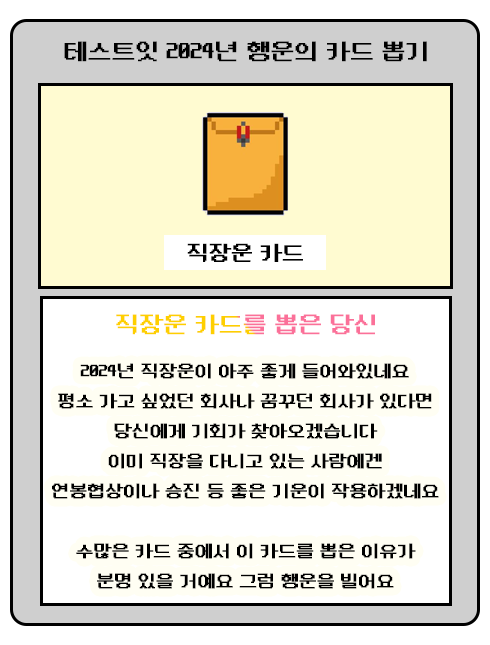 테스트잇 2024년 행운의 카드 뽑기
직장운 카드
직장운 카드를 뽑은 당신
2024년 직장운이 아주 좋게 들어와있네요
평소 가고 싶었던 회사나 꿈꾸던 회사가 있다면
당신에게 기회가 찾아오겠습니다
이미 직장을 다니고 있는 사람에겐
연봉협상이나 승진 등 좋은 기운이 작용하겠네요
수많은 카드 중에서 이 카드를 뽑은 이유가
분명 있을 거예요 그럼 행운을 빌어요